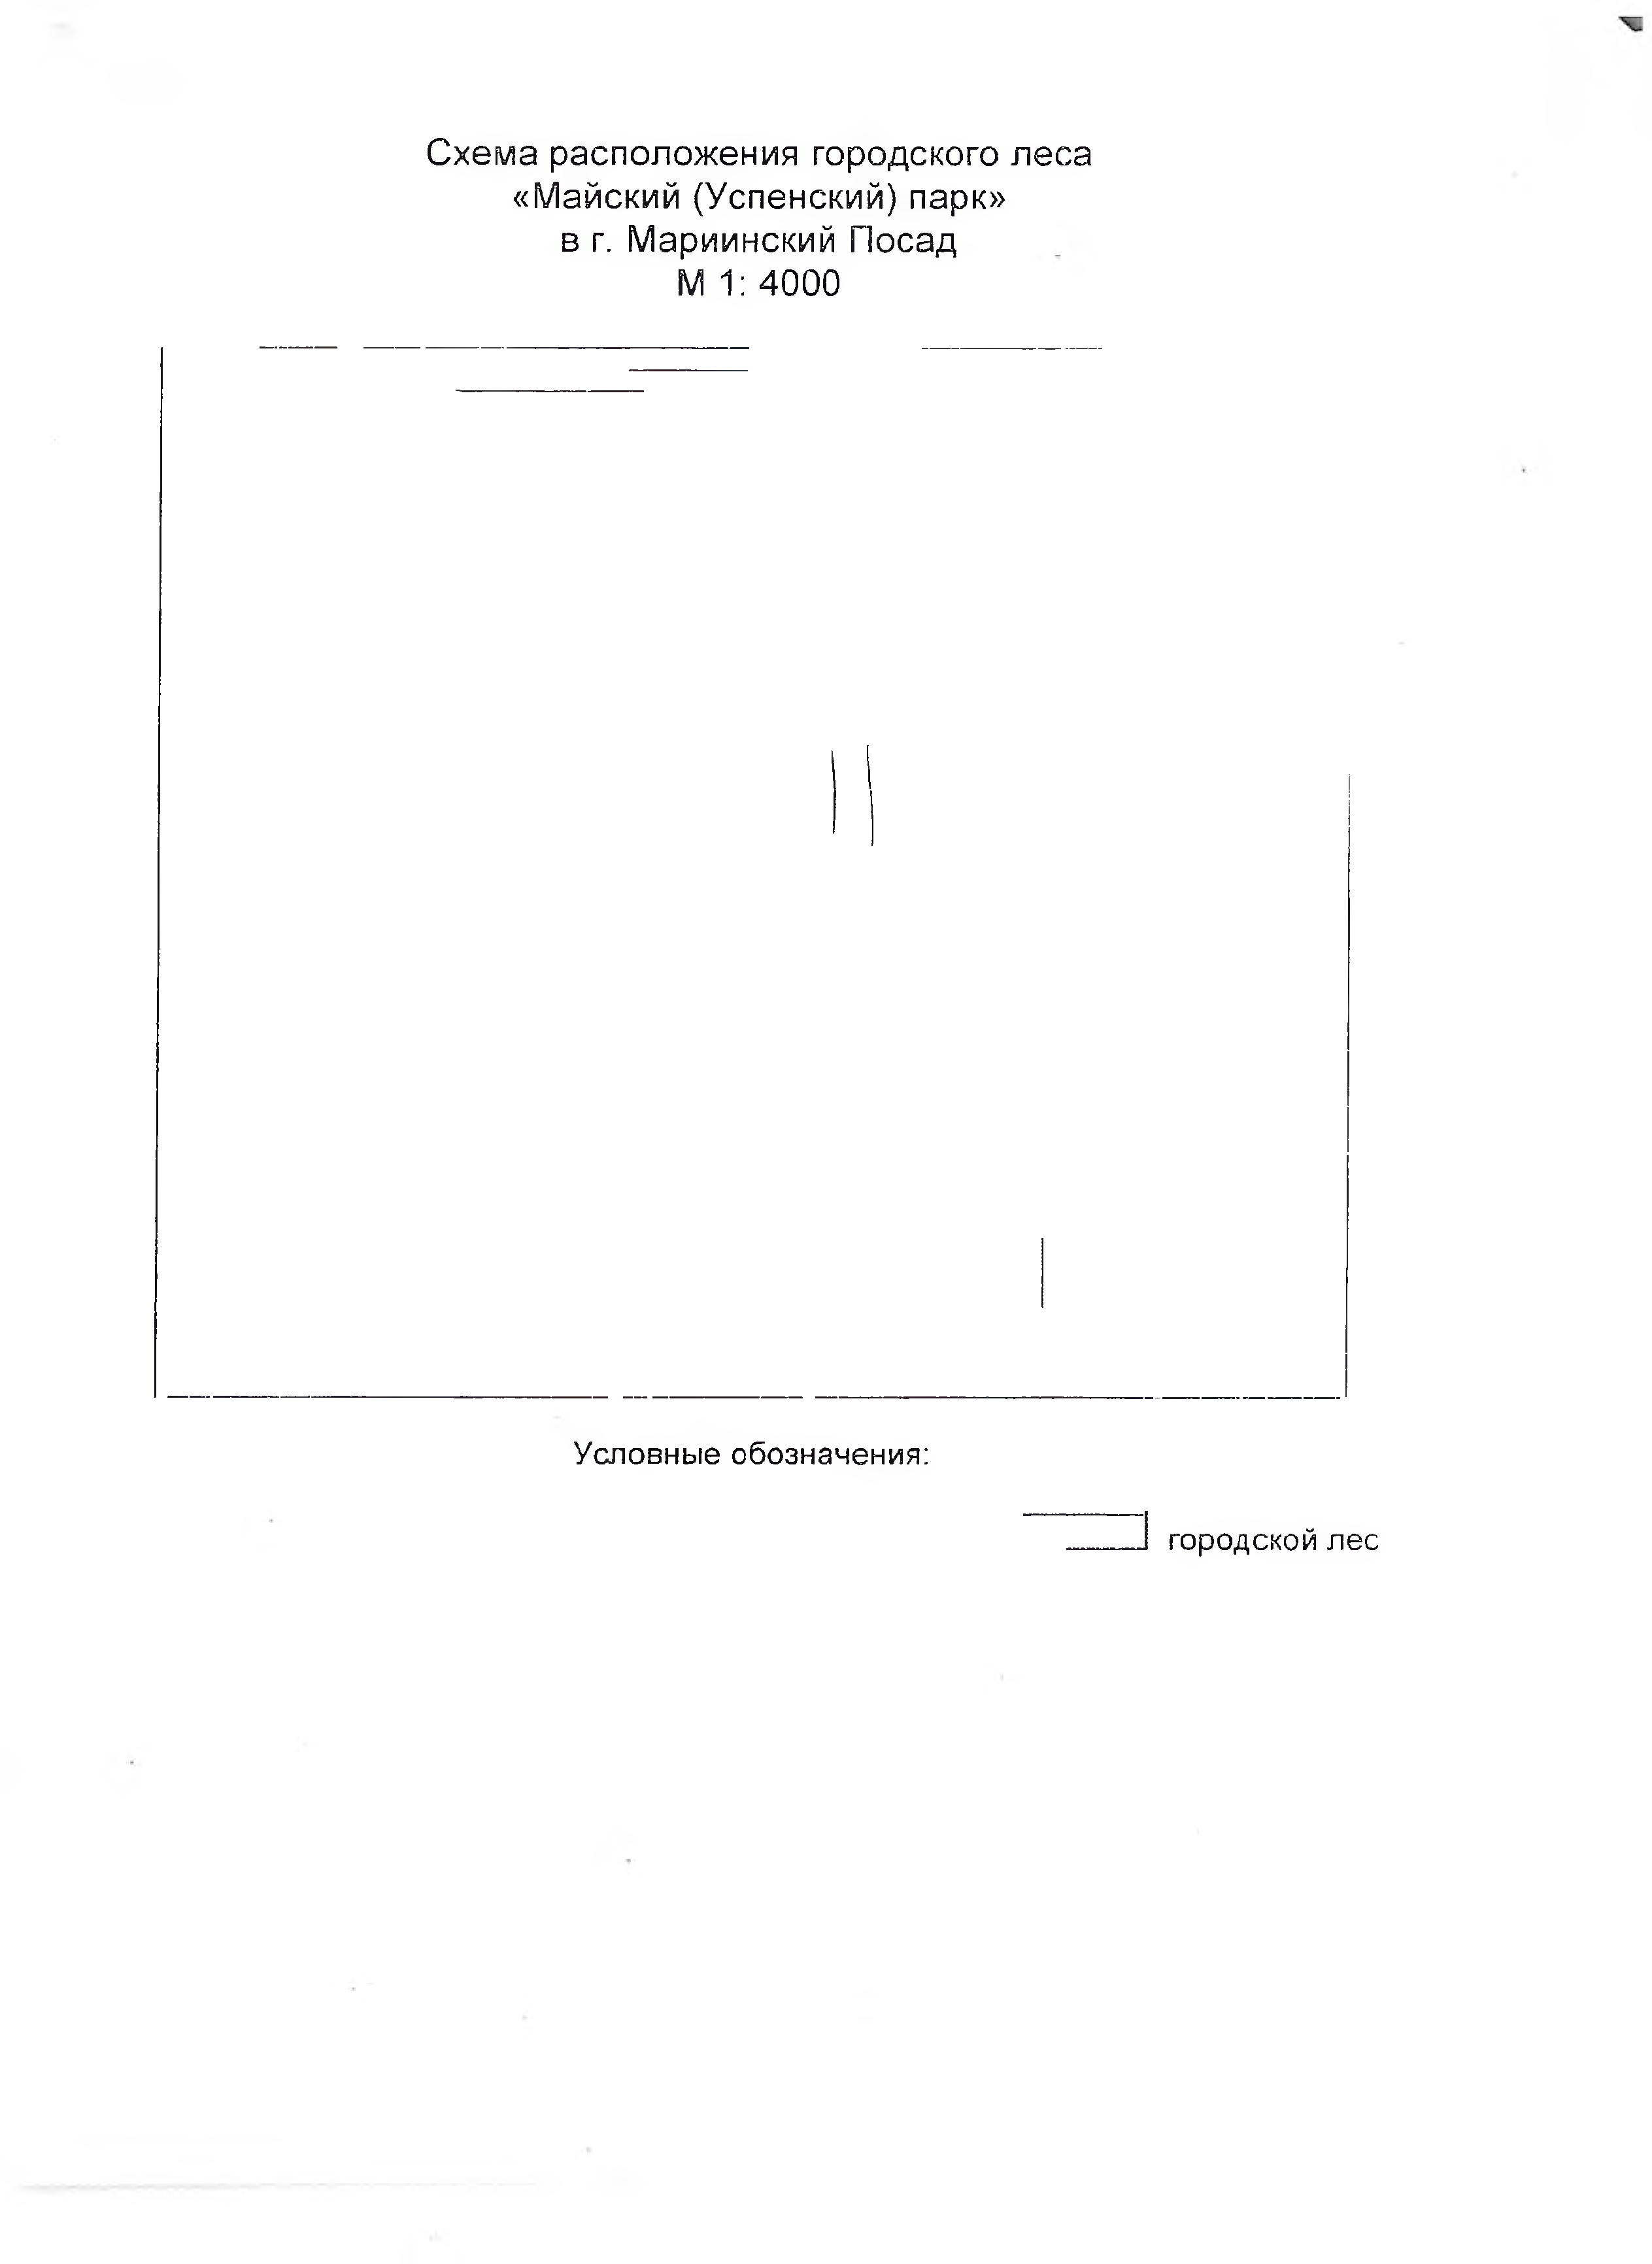 Схема расположения городского леса
«Майский (Успенский) парк»
в г. Мариинский Посад
М 1: 4000
Условные обозначения:
городской лес